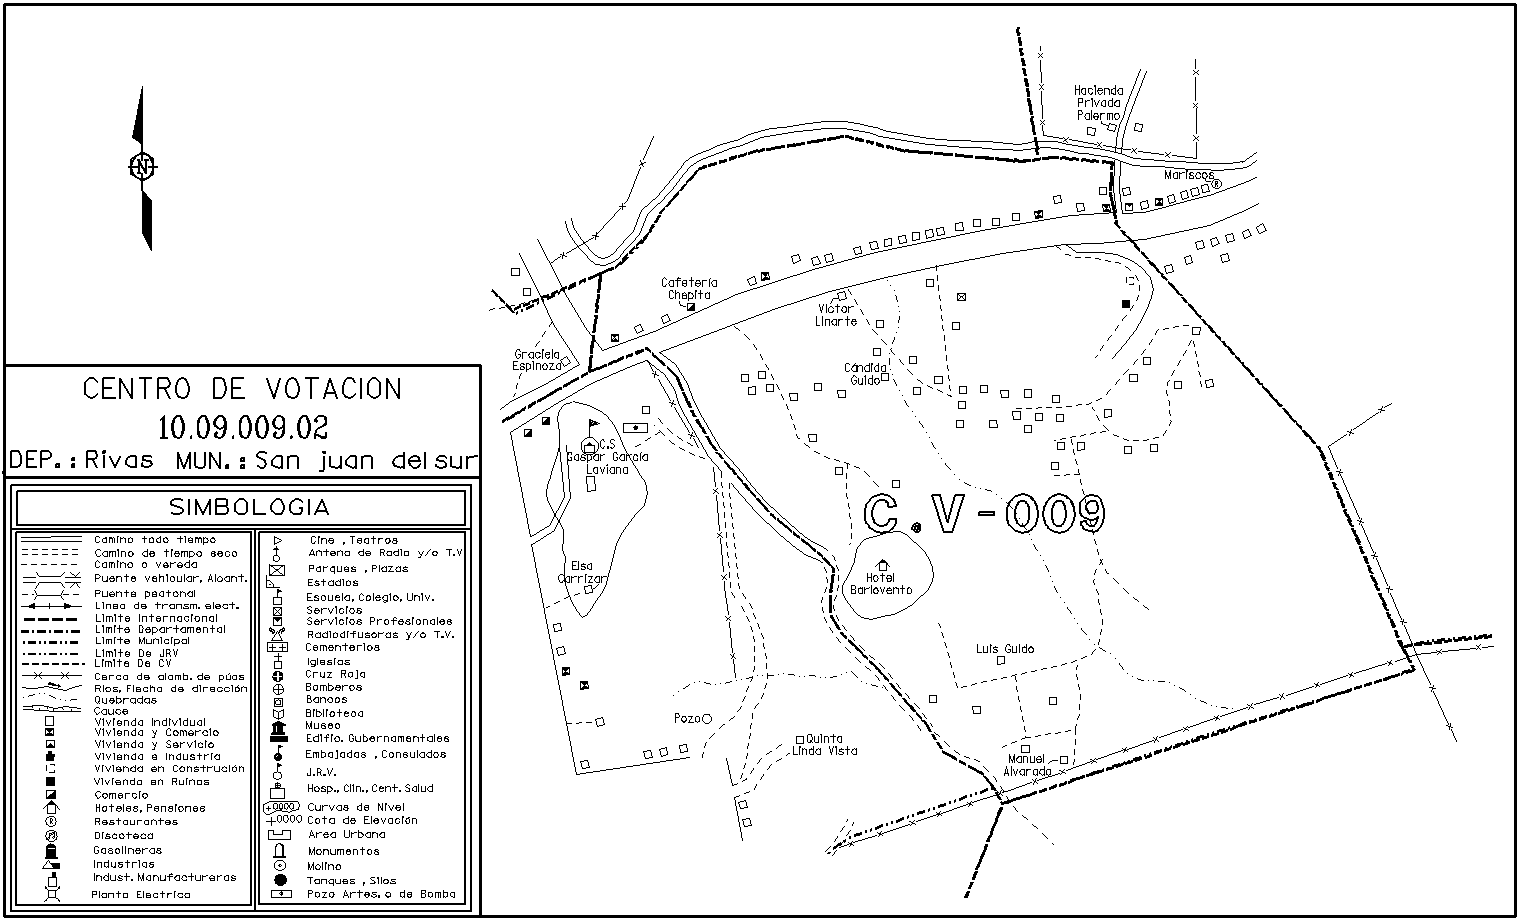 N
CENTRO DE VOTACION
10.09.009.02
DEP.: Rivas MUN.: San juan del sur
SIMBOLOGIA
Camino todo tiempo
Camino de tiempo seco
Camino o vereda
Puente vehicular, Alcant.
Puente peatonal
Linea de transm. elect.
Limite Internacional
Limite Departamental
Limite Municipal
Limite De JRV
Limite De CV
Cerca de alamb. de púas
Rios, Flecha de dirección
Quebradas
Cauce
Vivienda Individual
Vivienda y Comercio
Vivienda y Servicio
Vivienda e Industria
Vivienda en Construción
Vivienda en Ruinas
Comercio
Hoteles, Pensiones
Restaurantes
Discoteca
Gasolineras
Industrias
Indust. Manufactureras
Planta Electrica
Cine , Teatros
Antena de Radio y/o T.V
Parques , Plazas
Estadios
Escuela, Colegio, Univ.
Servicios
Servicios Profesionales
Radiodifusoras y/o T.V.
Cementerios
Iglesias
Cruz Roja
Bomberos
Bancos
Biblioteca
Museo
Edific. Gubernamentales
Embajadas , Consulados
J.R.V.
Hosp., Clin., Cent. Salud
Curvas de Nivel
Cota de Elevación
Area Urbana
Monumentos
Molino
Tanques , Silos
Pozo Artes. o de Bomba
Hacienda
Privada
Palermo
Mariscos
R
Cafetería
Chepita
Victor
Linarte
Graciela
Espinoza
Cándida
Guido
C.S
Gaspar García
Laviana
C.V-009
Elsa
Carrizar
Hotel
Barlovento
Luis Guido
Pozo
Quinta
Linda Vista
Manuel
Alvarado